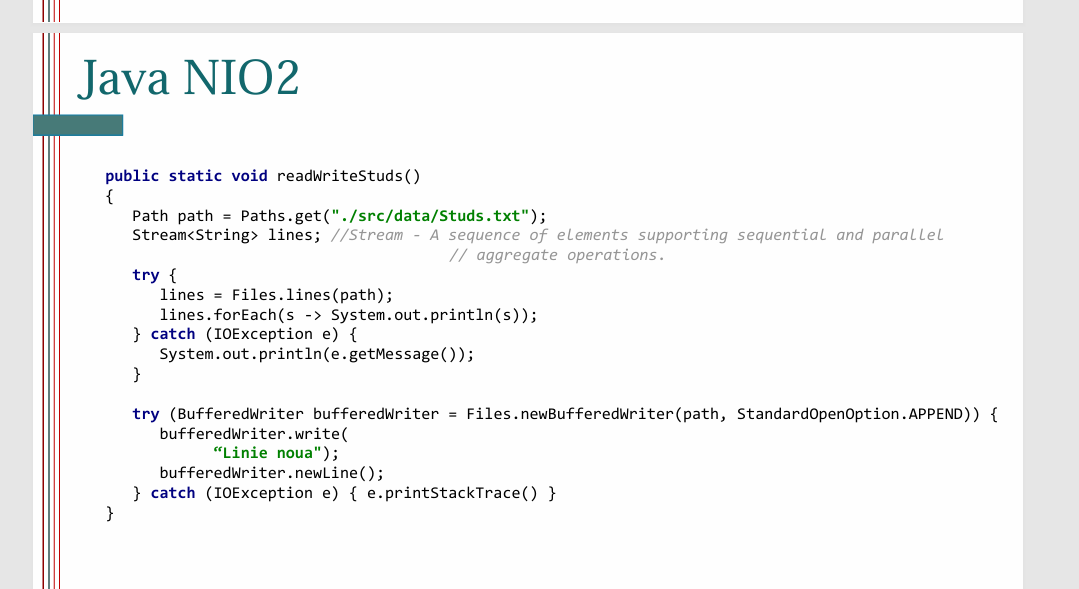 Java NIO2
public static void readWriteStuds()
{
Path path = Paths.get("./src/data/Studs.txt");
Stream<String> lines; //Stream - A sequence of elements supporting sequential and parallel
// aggregate operations.
try {
lines = Files.lines(path);
lines.forEach(s -> System.out.println(s));
} catch (IOException e) {
System.out.println(e.getMessage());
}
try (BufferedWriter bufferedWriter = Files.newBufferedWriter(path, StandardOpenOption.APPEND)) {
bufferedWriter.write(
“Linie noua");
bufferedWriter.newLine();
} catch (IOException e) { e.printStackTrace() }
}